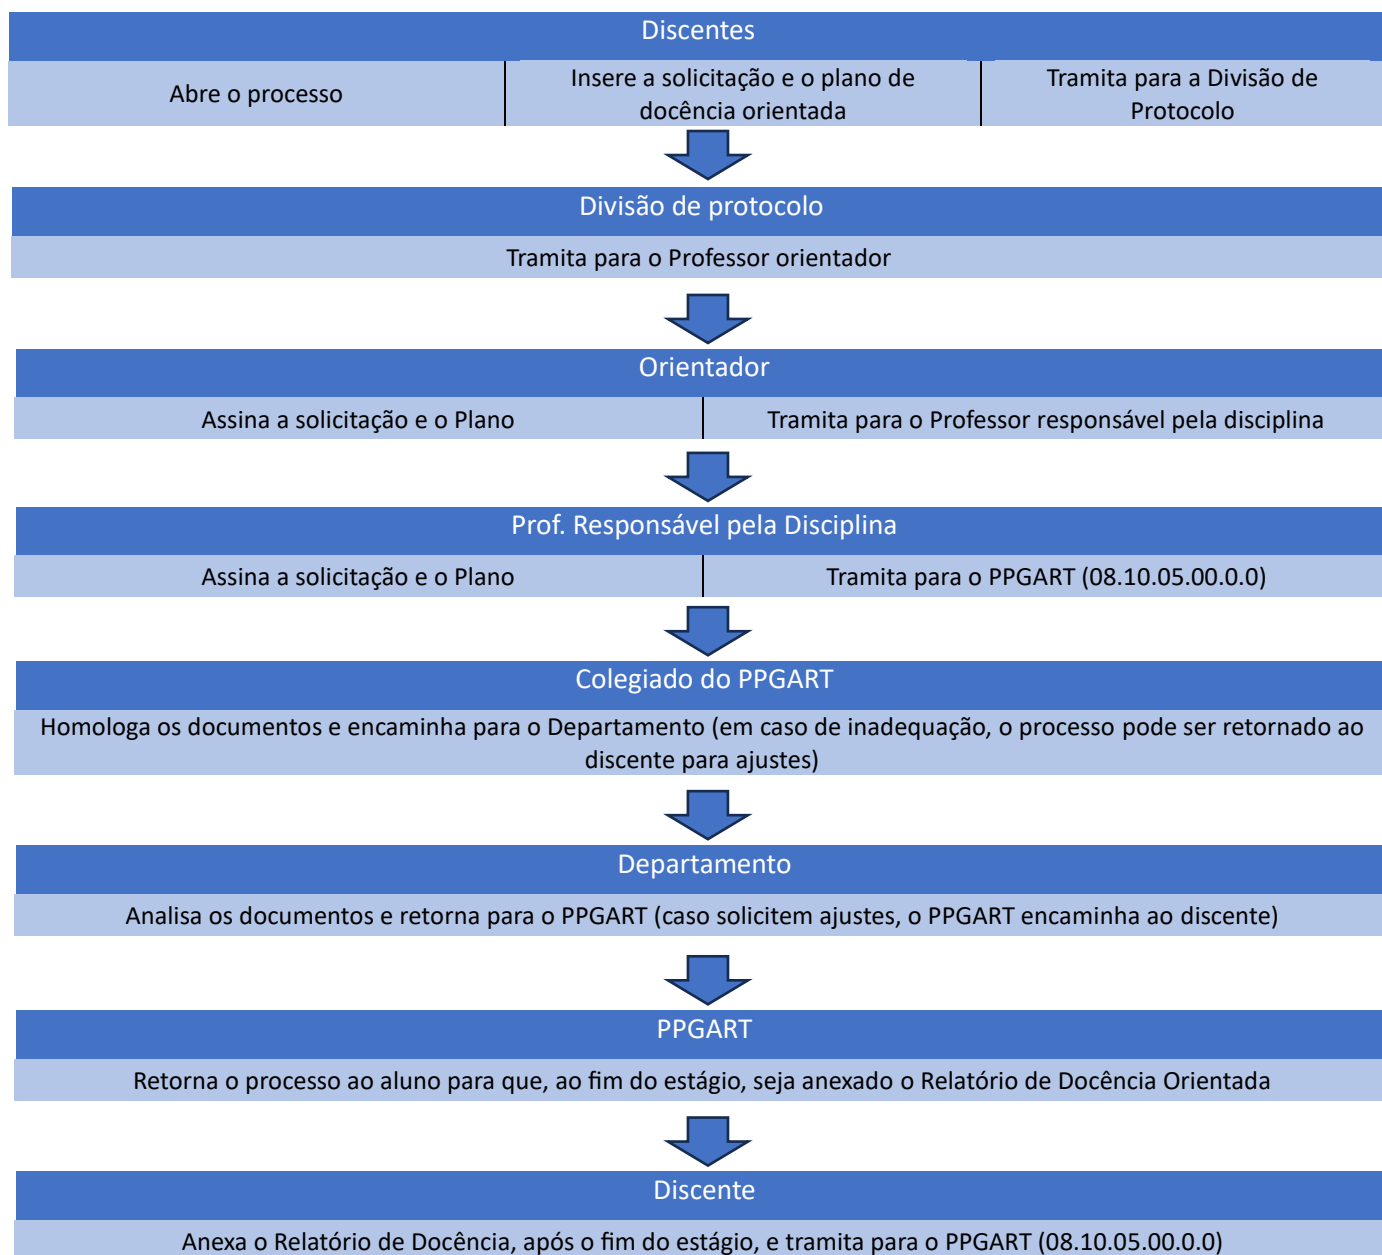 Discentes
Abre o processo
Insere a solicitação e o plano de
docência orientada
Tramita para a Divisão de
Protocolo
Divisão de protocolo
Tramita para o Professor orientador
Orientador
Assina a solicitação e o Plano
Tramita para o Professor responsável pela disciplina
Prof. Responsável pela Disciplina
Assina a solicitação e o Plano
Tramita para o PPGART (08.10.05.00.0.0)
Colegiado do PPGART
Homologa os documentos e encaminha para o Departamento (em caso de inadequação, o processo pode ser retornado ao
discente para ajustes)
Departamento
Analisa os documentos e retorna para o PPGART (caso solicitem ajustes, o PPGART encaminha ao discente)
PPGART
Retorna o processo ao aluno para que, ao fim do estágio, seja anexado o Relatório de Docência Orientada
Discente
Anexa o Relatório de Docência, após o fim do estágio, e tramita para o PPGART (08.10.05.00.0.0)